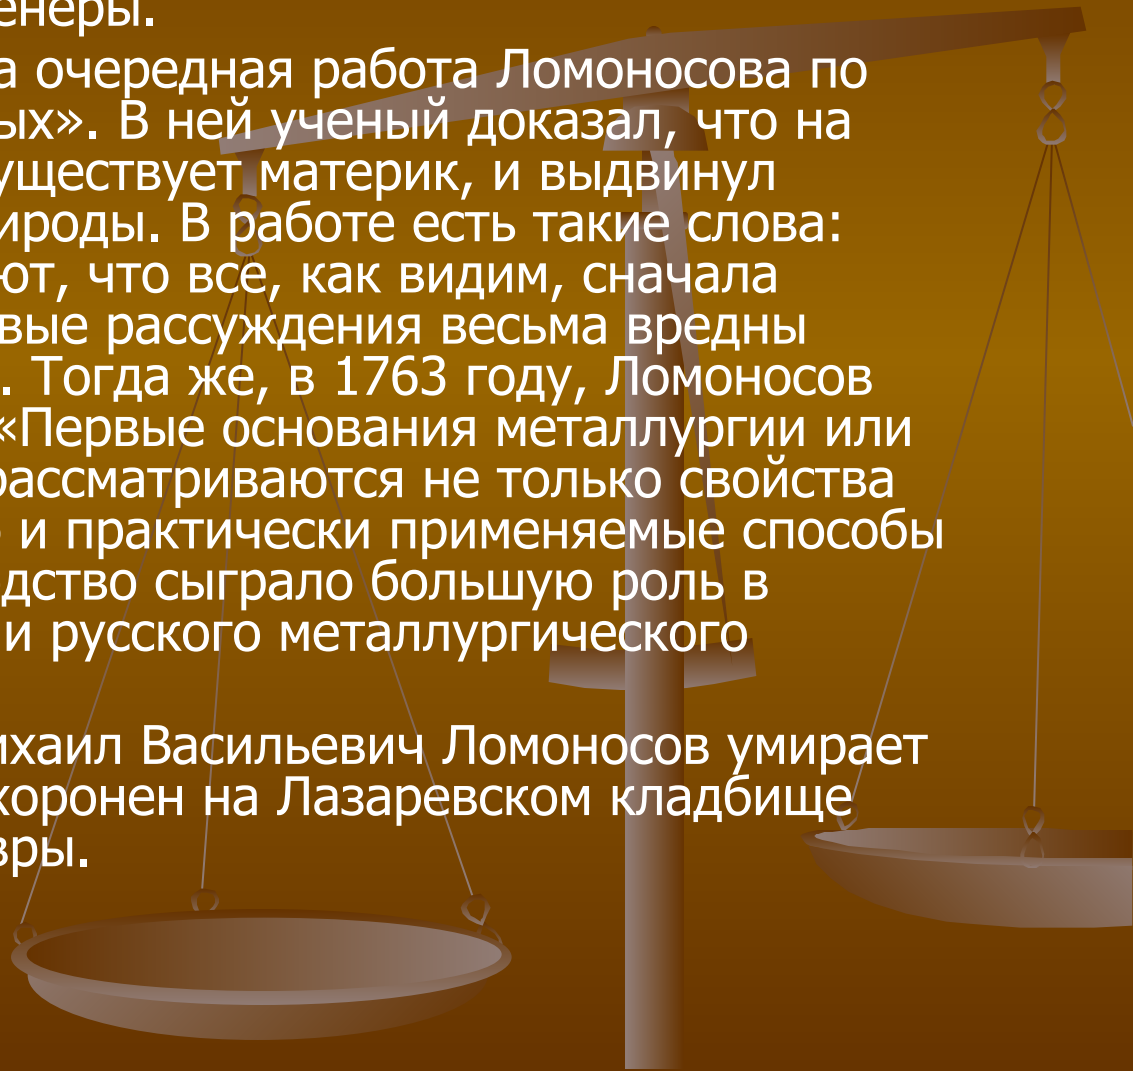 енеры.
а очередная работа Ломоносова по
ых». В ней ученый доказал, что на
уществует материк, и выдвинул
ироды. В работе есть такие слова:
ют, что все, как видим, сначала
вые рассуждения весьма вредны
. Тогда же, в 1763 году, Ломоносов
«Первые основания металлургии или
рассматриваются не только свойства
и практически применяемые способы
дство сыграло большую роль в
и русского металлургического
ихаил Васильевич Ломоносов умирает
хоронен на Лазаревском кладбище
вры.